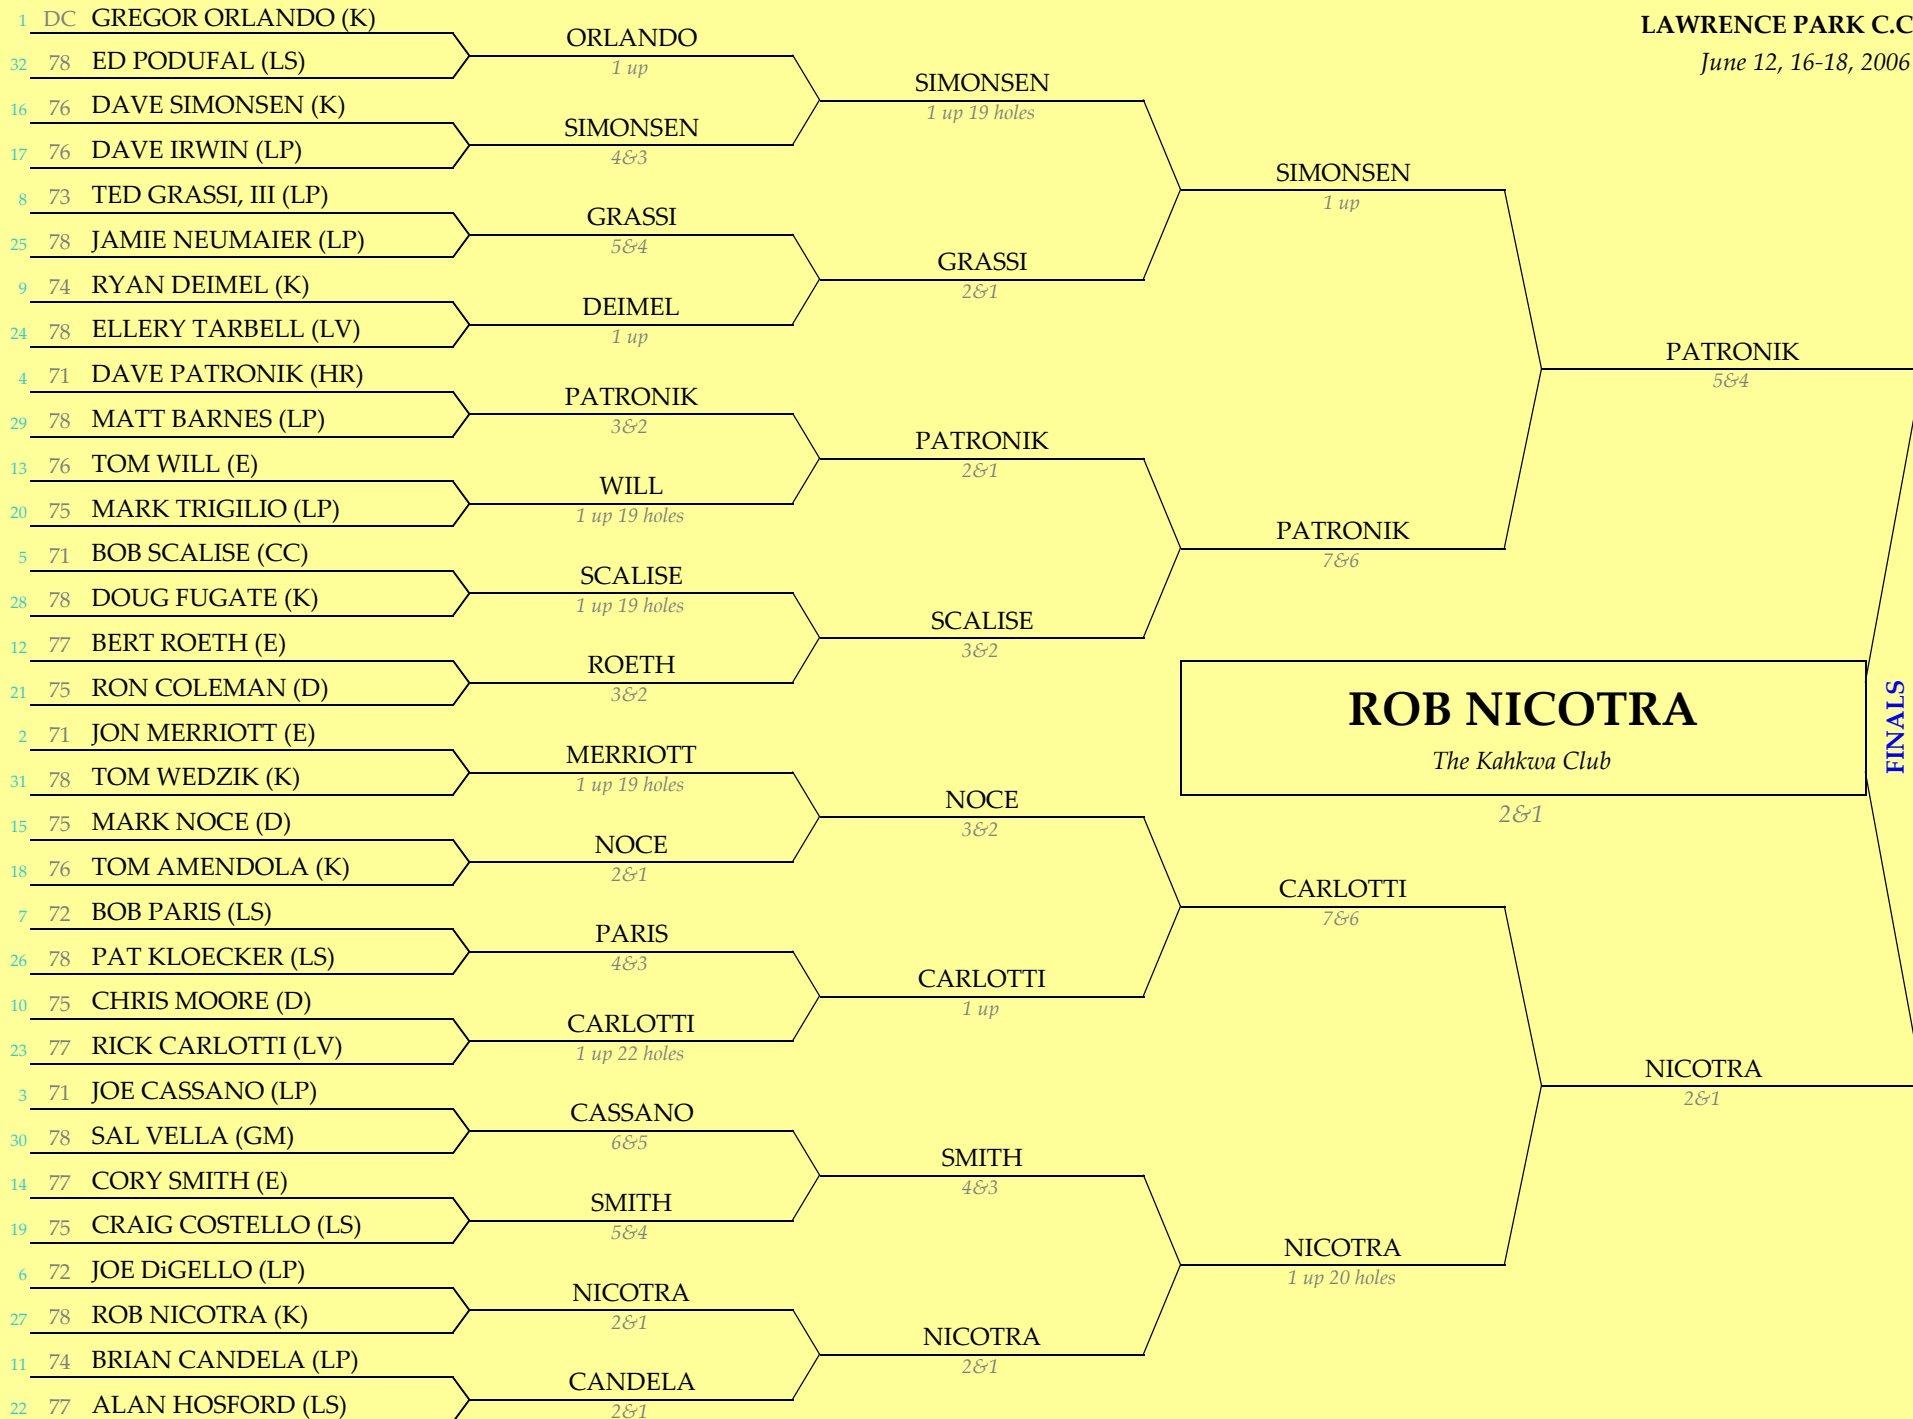 LAWRENCE PARK C.C
June 12, 16-18, 2006
1 DC GREGOR ORLANDO (K)
32 78 ED PODUFAL (LS)
16 76 DAVE SIMONSEN (K)
17 76 DAVE IRWIN (LP)
8 73 TED GRASSI, III (LP)
25 78 JAMIE NEUMAIER (LP)
9 74 RYAN DEIMEL (K)
24 78 ELLERY TARBELL (LV)
4 71 DAVE PATRONIK (HR)
29 78 MATT BARNES (LP)
13 76 TOM WILL (E)
20 75 MARK TRIGILIO (LP)
5 71 BOB SCALISE (CC)
28 78 DOUG FUGATE (K)
12 77 BERT ROETH (E)
21 75 RON COLEMAN (D)
2 71 JON MERRIOTT (E)
31 78 TOM WEDZIK (K)
15 75 MARK NOCE (D)
18 76 TOM AMENDOLA (K)
7 72 BOB PARIS (LS)
26 78 PAT KLOECKER (LS)
10 75 CHRIS MOORE (D)
23 77 RICK CARLOTTI (LV)
3 71 JOE CASSANO (LP)
30 78 SAL VELLA (GM)
14 77 CORY SMITH (E)
19 75 CRAIG COSTELLO (LS)
6 72 JOE DiGELLO (LP)
27 78 ROB NICOTRA (K)
11 74 BRIAN CANDELA (LP)
22 77 ALAN HOSFORD (LS)
ORLANDO
1 up
SIMONSEN
4&3
GRASSI
5&4
DEIMEL
1 up
PATRONIK
3&2
WILL
1 up 19 holes
SCALISE
1 up 19 holes
ROETH
3&2
MERRIOTT
1 up 19 holes
NOCE
2&1
PARIS
4&3
CARLOTTI
1 up 22 holes
CASSANO
6&5
SMITH
5&4
NICOTRA
2&1
CANDELA
2&1
SIMONSEN
1 up 19 holes
GRASSI
2&1
PATRONIK
2&1
SCALISE
3&2
NOCE
3&2
CARLOTTI
1 up
SMITH
4&3
NICOTRA
2&1
SIMONSEN
1 up
PATRONIK
7&6
CARLOTTI
7&6
NICOTRA
1 up 20 holes
PATRONIK
5&4
NICOTRA
2&1
ROB NICOTRA
The Kahkwa Club
2&1
FINALS